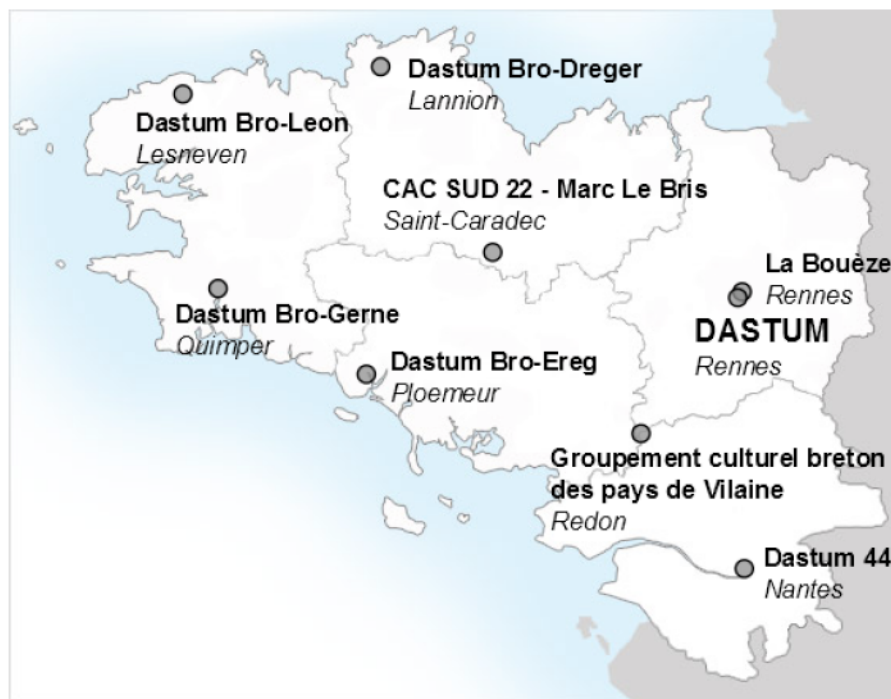 Dastum Bro-Dreger
Lannion
Dastum Bro-Leon
Lesneven
CAC SUD 22 - Marc Le Bris
Saint-Caradec
La Bouèze
Rennes
DASTUM
Rennes
Dastum Bro-Gerne
Quimper
Dastum Bro-Ereg
Ploemeur
Groupement culturel breton
des pays de Vilaine
Redon
Dastum 44
Nantes